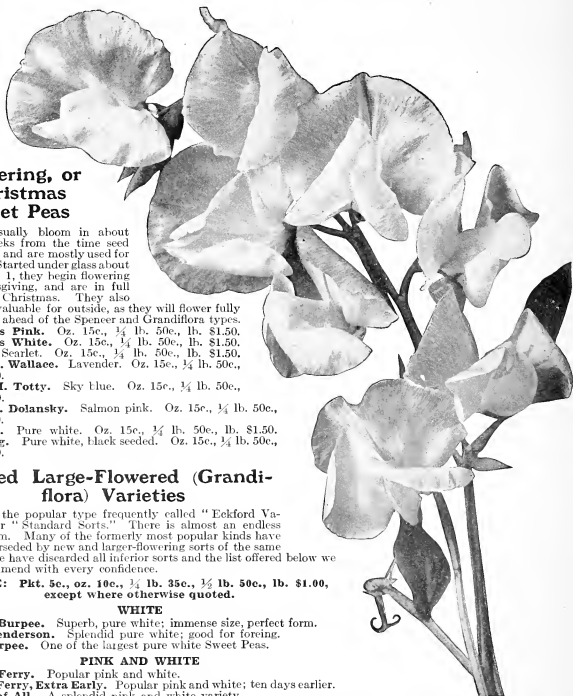 ering, or
ristmas
et Peas
sually bloom in about
eks from the time seed
and are mostly used for
Started under glass about
1, they begin flowering
sgiving, and are in full
Christmas. They also
valuable for outside, as they will flower fully
ahead of the Spencer and Grandiflora types.
s Pink. Oz. 15c., ¼ lb. 50c., lb. $1.50.
s White. Oz. 15c., ¼ lb. 50c., lb. $1.50.
Scarlet. Oz. 15c., ¼ lb. 50c., lb. $1.50.
. Wallace. Lavender. Oz. 15c., ¼ lb. 50c.,
0.
I. Totty. Sky blue. Oz. 15c., ¼ lb. 50c.,
0.
. Dolansky. Salmon pink. Oz. 15c., ¼ lb. 50c.,
0.
. Pure white. Oz. 15c., ¼ lb. 50c., lb. $1.50.
g. Pure white, black seeded. Oz. 15c., ¼ lb. 50c.,
0.
ed Large-Flowered (Grandi-
flora) Varieties
the popular type frequently called "Eckford Va-
r "Standard Sorts." There is almost an endless
m. Many of the formerly most popular kinds have
rseded by new and larger-flowering sorts of the same
e have discarded all inferior sorts and the list offered below we
mend with every confidence.
E: Pkt. 5c., oz. 10c., ¼ lb. 35c., ½ lb. 50c., lb. $1.00,
except where otherwise quoted.
WHITE
Burpee. Superb, pure white; immense size, perfect form.
enderson. Splendid pure white; good for forcing.
rpee. One of the largest pure white Sweet Peas.
PINK AND WHITE
Ferry. Popular pink and white.
Ferry, Extra Early. Popular pink and white; ten days earlier.
of All. A splendid pink and white variety.